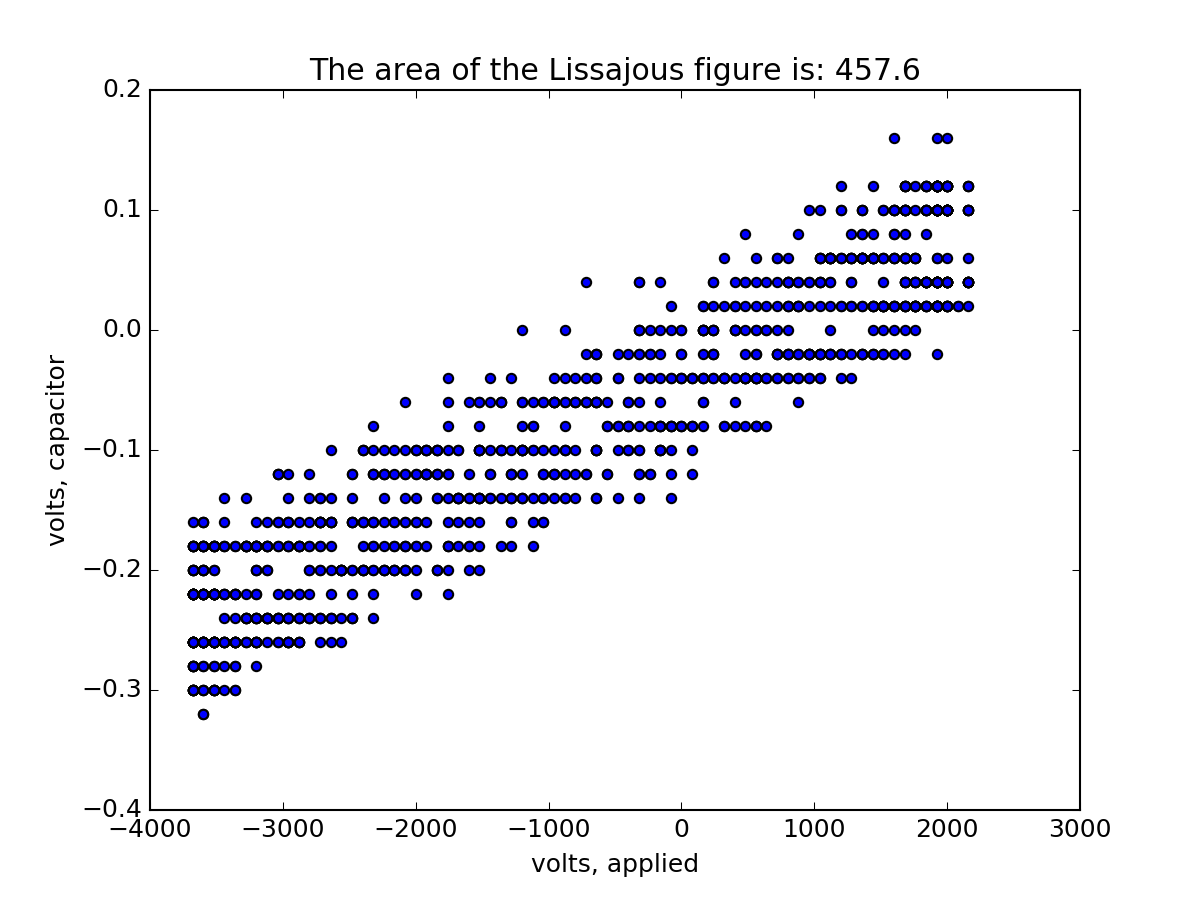 The area of the Lissajous figure is: 457.6
0.2
0.1
0.0
−0.1
−0.2
−0.3
−0.4
volts, capacitor
−4000 −3000 −2000 −1000 0 1000 2000 3000
volts, applied